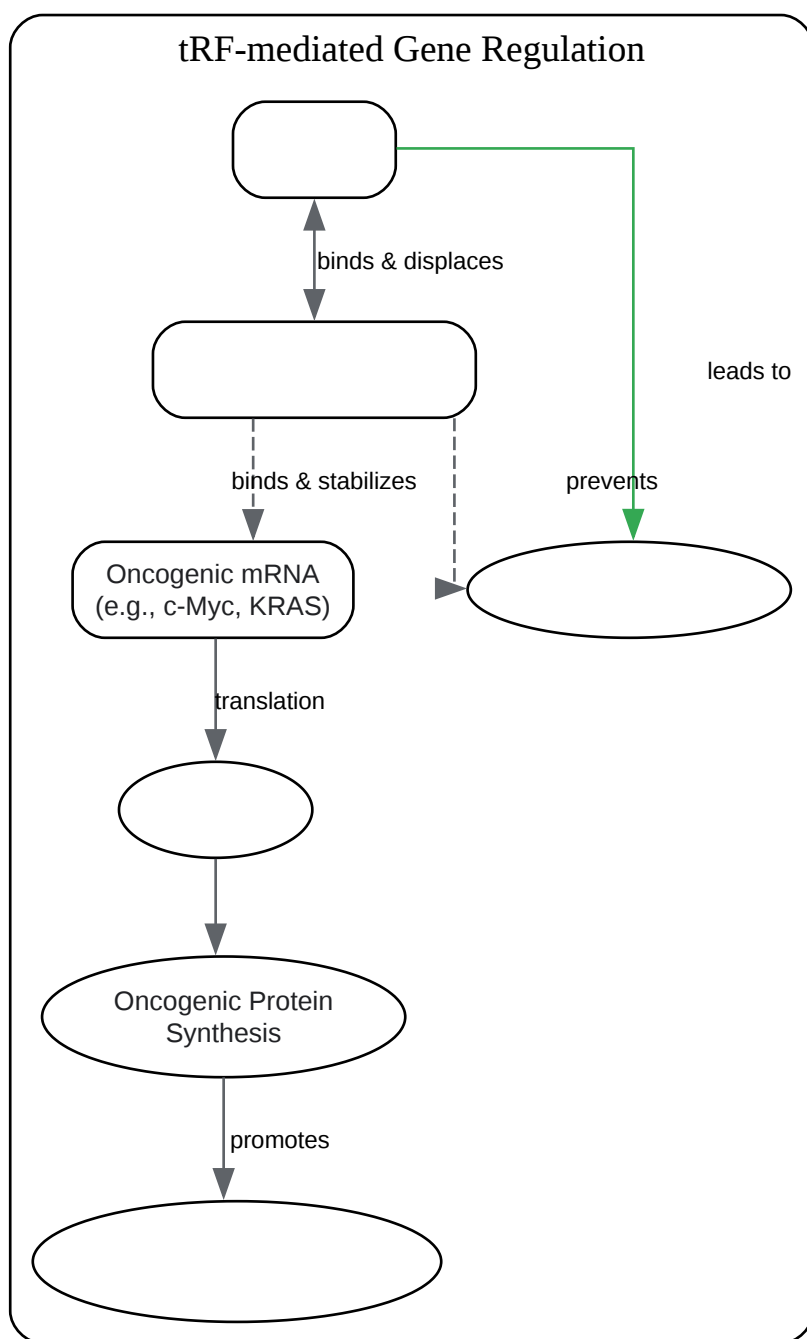 tRF-mediated Gene Regulation
binds & displaces
leads to
binds & stabilizes
prevents
Oncogenic mRNA
(e.g., c-Myc, KRAS)
translation
Oncogenic Protein
Synthesis
promotes